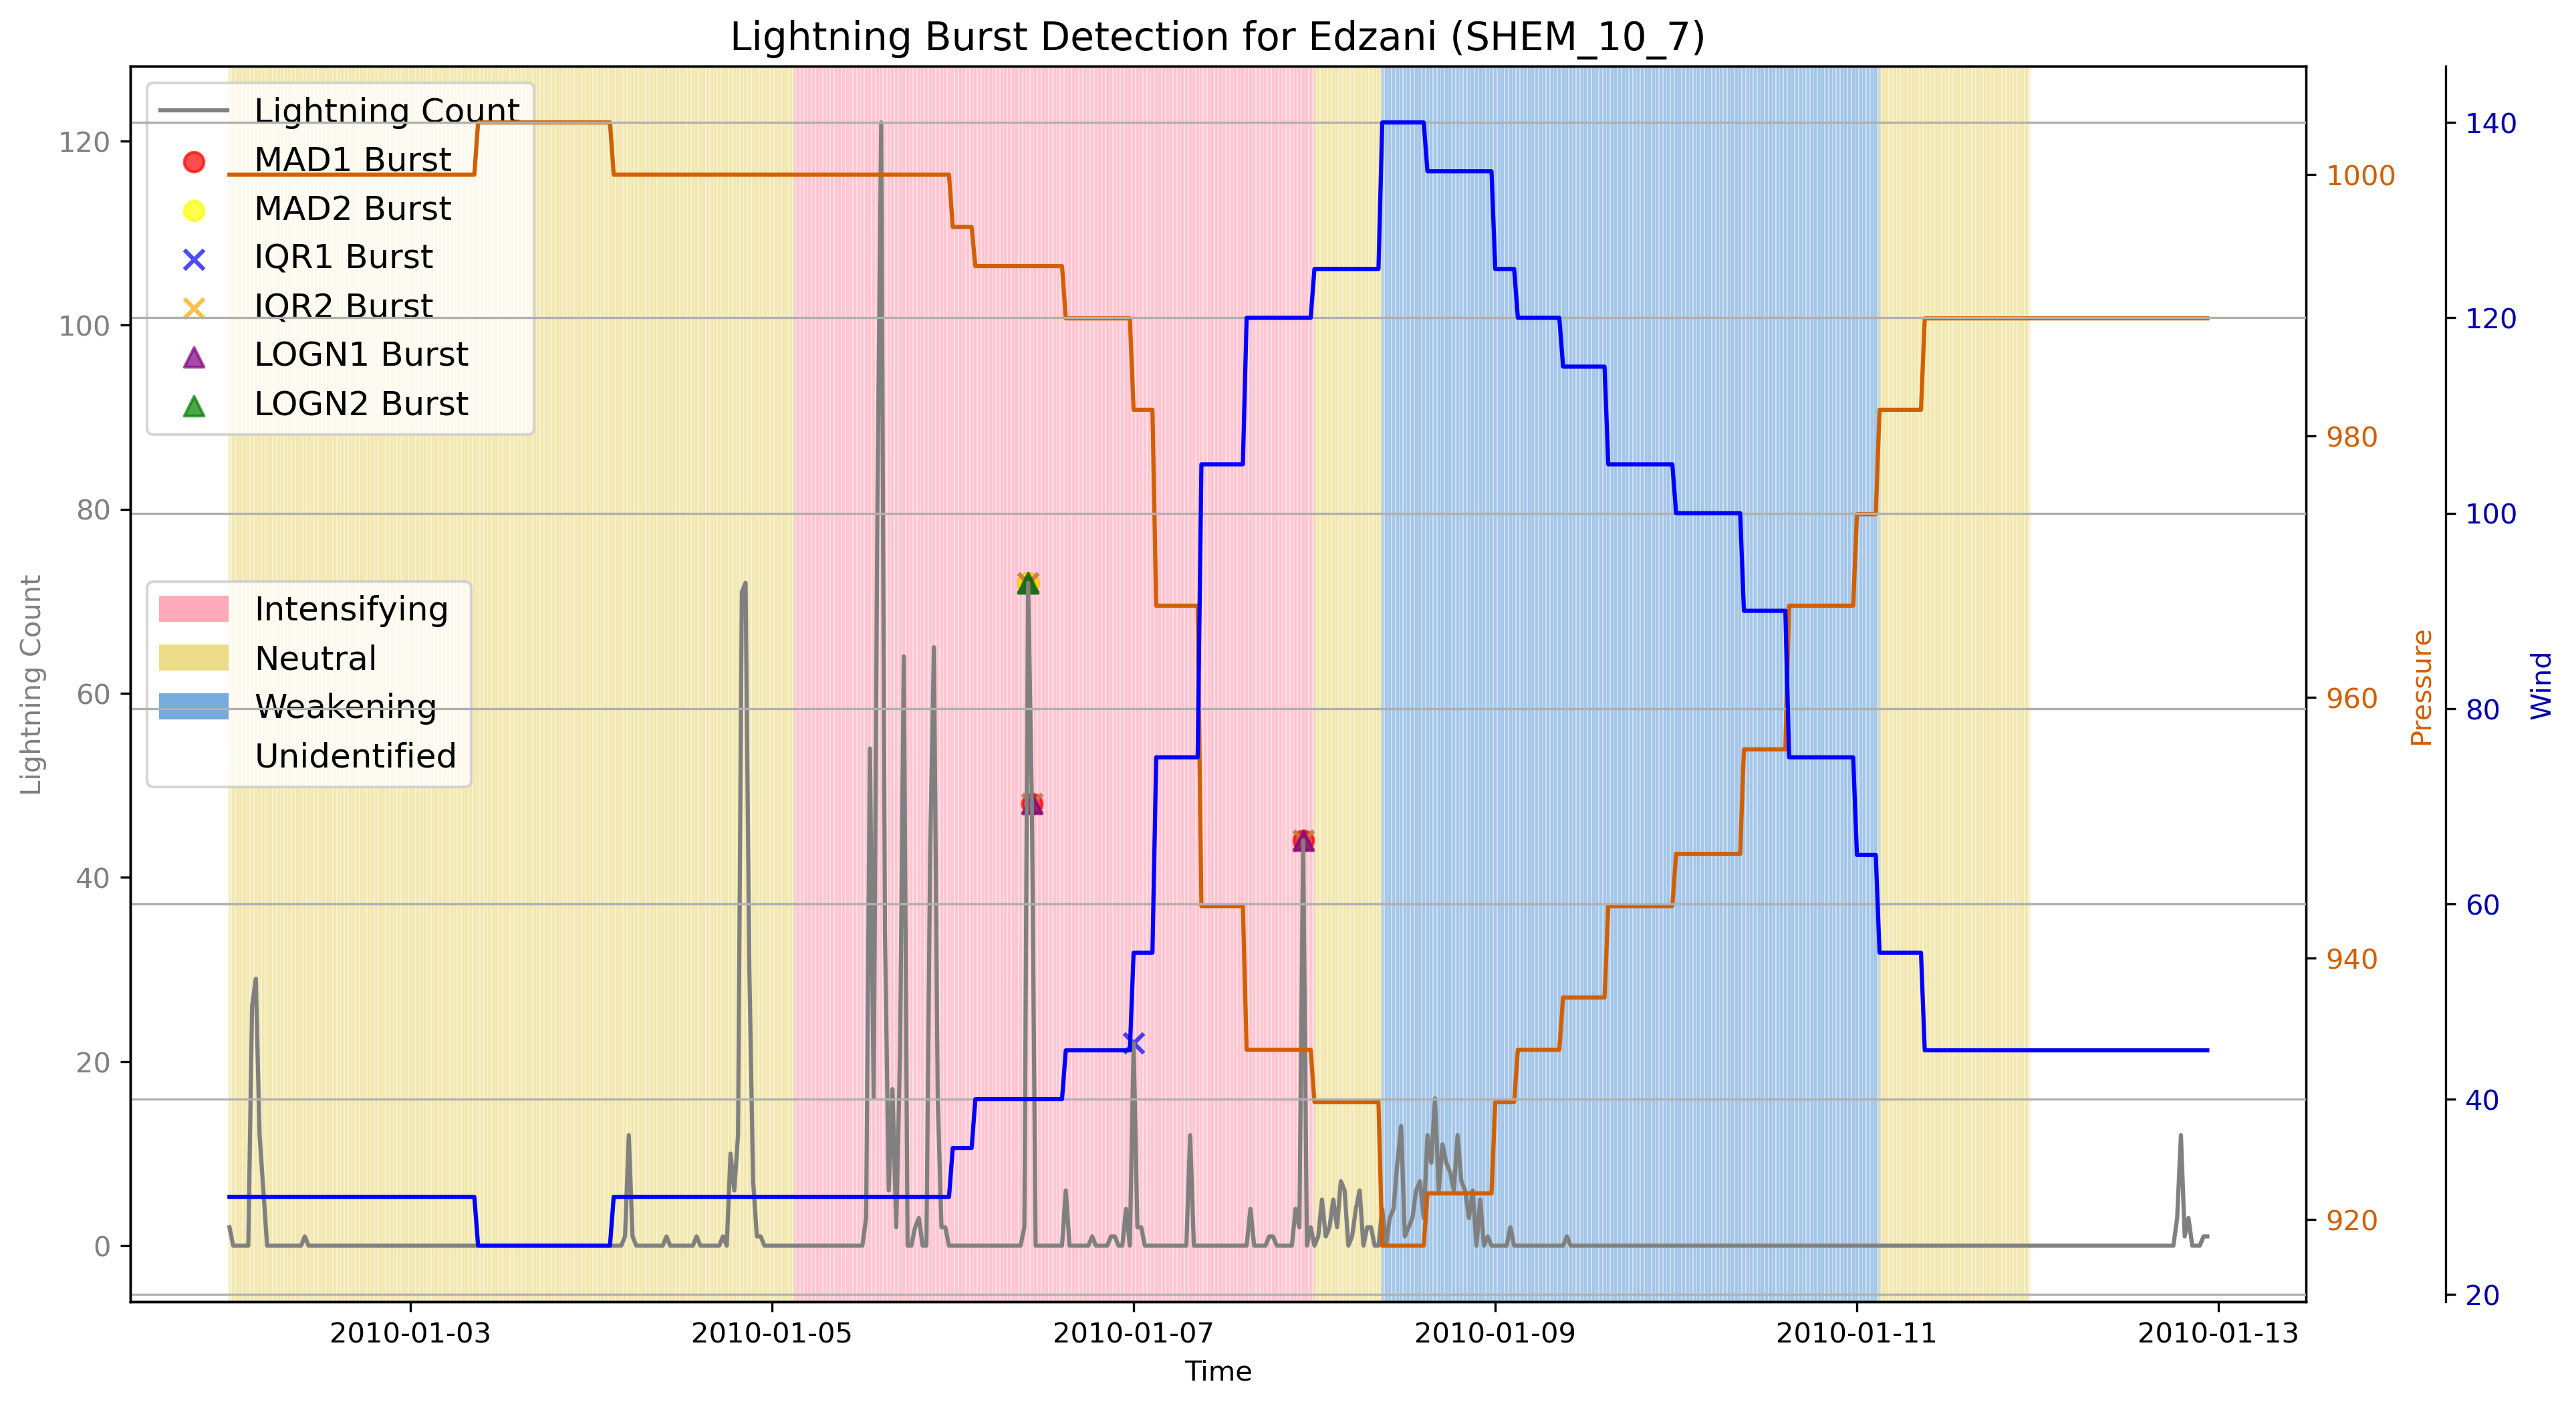 Lightning Burst Detection for Edzani (SHEM_10_7)
Lightning Count
MAD1 Burst
MAD2 Burst
IQR1 Burst
IQR2 Burst
LOGN1 Burst
LOGN2 Burst
Intensifying
Neutral
Weakening
Unidentified
Lightning Count
120
100
80
60
40
20
0
2010-01-03
2010-01-05
2010-01-07
2010-01-09
2010-01-11
2010-01-13
Time
1000
980
960
940
920
Pressure
140
120
100
80
60
40
20
Wind